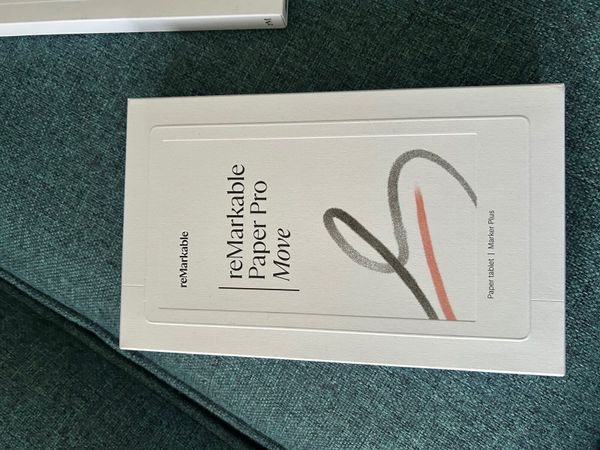 reMarkable
reMarkable
Paper Pro
Move
Paper tablet | Marker Plus